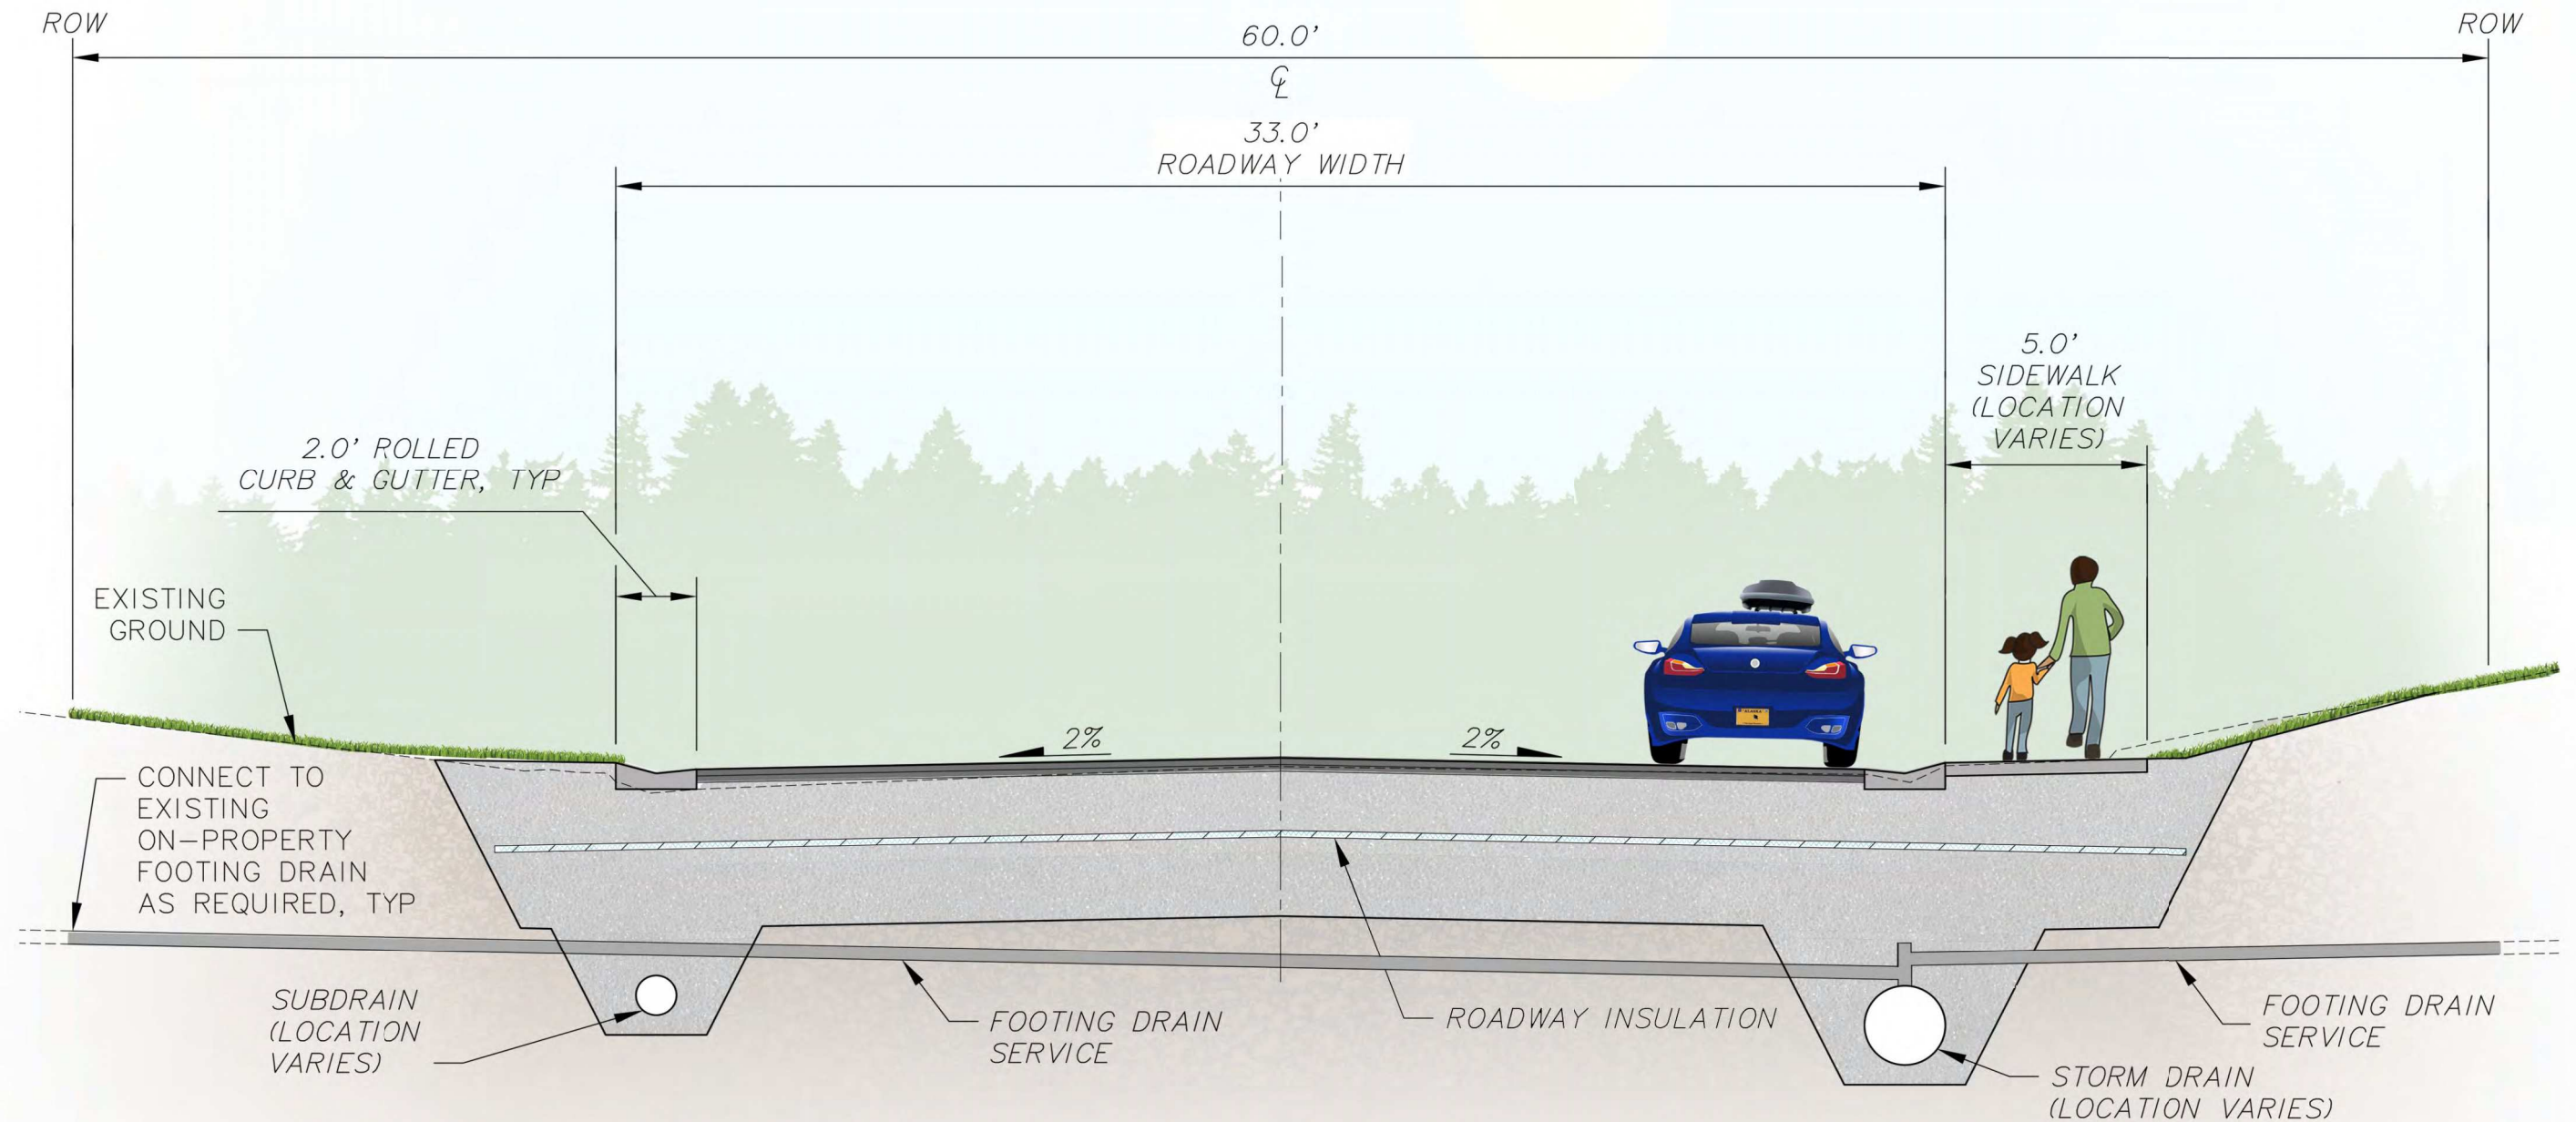 ROW
60.0'
ROW
℄
33.0'
ROADWAY WIDTH
5.0'
SIDEWALK
(LOCATION
VARIES)
2.0' ROLLED
CURB & GUTTER, TYP
EXISTING
GROUND
2%
2%
ALASKA
CONNECT TO
EXISTING
ON-PROPERTY
FOOTING DRAIN
AS REQUIRED, TYP
SUBDRAIN
(LOCATION
VARIES)
FOOTING DRAIN
SERVICE
ROADWAY INSULATION
FOOTING DRAIN
SERVICE
STORM DRAIN
(LOCATION VARIES)